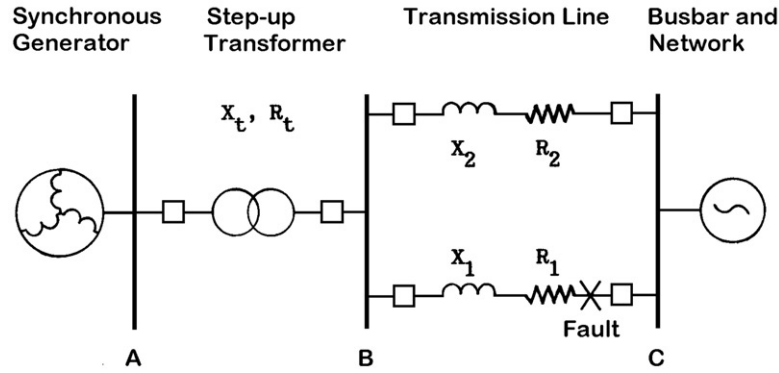 Synchronous
Generator
Step-up
Transformer
Transmission Line
Busbar and
Network
Xt, Rt
X2
R2
X1
R1
Fault
A
B
C